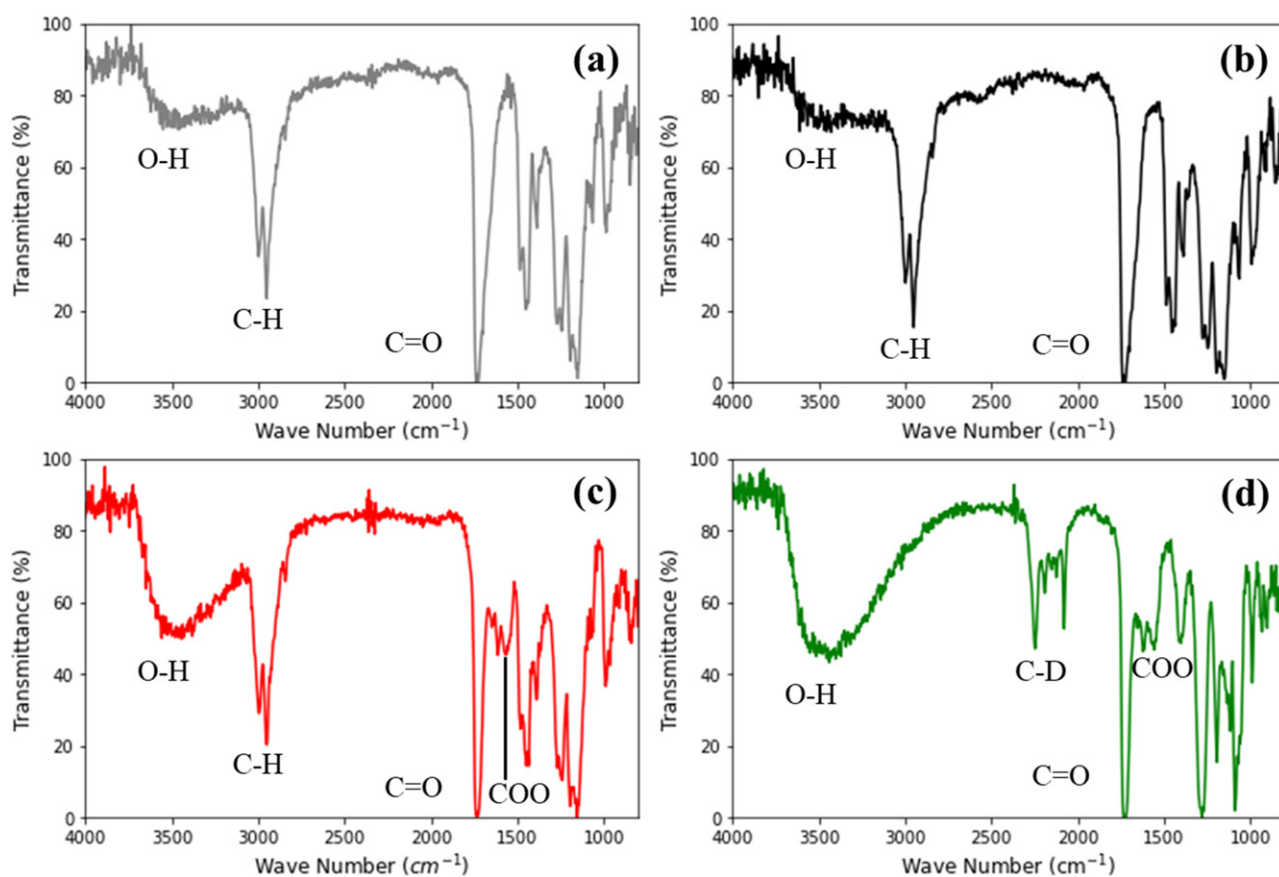 (a)
100
80
60
40
20
0
Transmittance (%)
O-H
C-H
C=O
4000 3500 3000 2500 2000 1500 1000
Wave Number (cm⁻¹)
(b)
100
80
60
40
20
0
Transmittance (%)
O-H
C-H
C=O
4000 3500 3000 2500 2000 1500 1000
Wave Number (cm⁻¹)
(c)
100
80
60
40
20
0
Transmittance (%)
O-H
C-H
C=O
COO
4000 3500 3000 2500 2000 1500 1000
Wave Number (cm⁻¹)
(d)
100
80
60
40
20
0
Transmittance (%)
O-H
C-D
COO
C=O
4000 3500 3000 2500 2000 1500 1000
Wave Number (cm⁻¹)